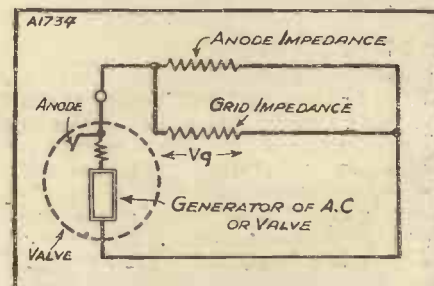 A1734
ANODE IMPEDANCE
GRID IMPEDANCE
ANODE
Vg
GENERATOR OF A.C
OR VALVE
VALVE